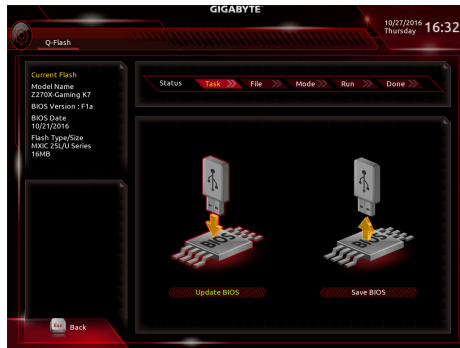 GIGABYTE
10/27/2016
Thursday
16:32
Q-Flash
Current Flash
Model Name
Z270X-Gaming K7
BIOS Version : F1a
BIOS Date
10/21/2016
Flash Type/Size
MXIC 25L/U Series
16MB
Status Task File Mode Run Done
BIOS BIOS
Update BIOS Save BIOS
Esc Back